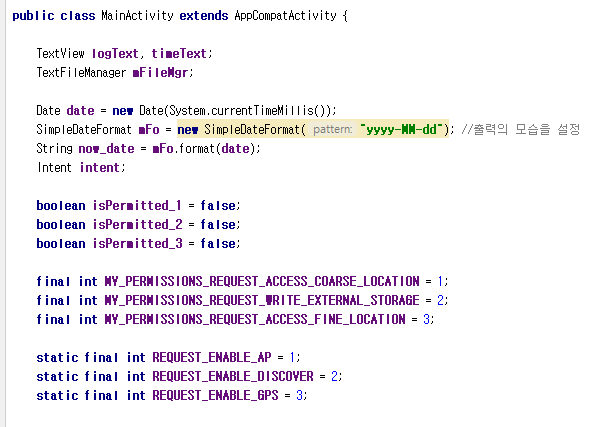 public class MainActivity extends AppCompatActivity {
TextView logText, timeText;
TextFileManager mFileMgr;
Date date = new Date(System.currentTimeMillis());
SimpleDateFormat mFo = new SimpleDateFormat( pattern: "yyyy-MM-dd"); //출력의 모습을 설정
String now_date = mFo.format(date);
Intent intent;
boolean isPermitted_1 = false;
boolean isPermitted_2 = false;
boolean isPermitted_3 = false;
final int MY_PERMISSIONS_REQUEST_ACCESS_COARSE_LOCATION = 1;
final int MY_PERMISSIONS_REQUEST_WRITE_EXTERNAL_STORAGE = 2;
final int MY_PERMISSIONS_REQUEST_ACCESS_FINE_LOCATION = 3;
static final int REQUEST_ENABLE_AP = 1;
static final int REQUEST_ENABLE_DISCOVER = 2;
static final int REQUEST_ENABLE_GPS = 3;